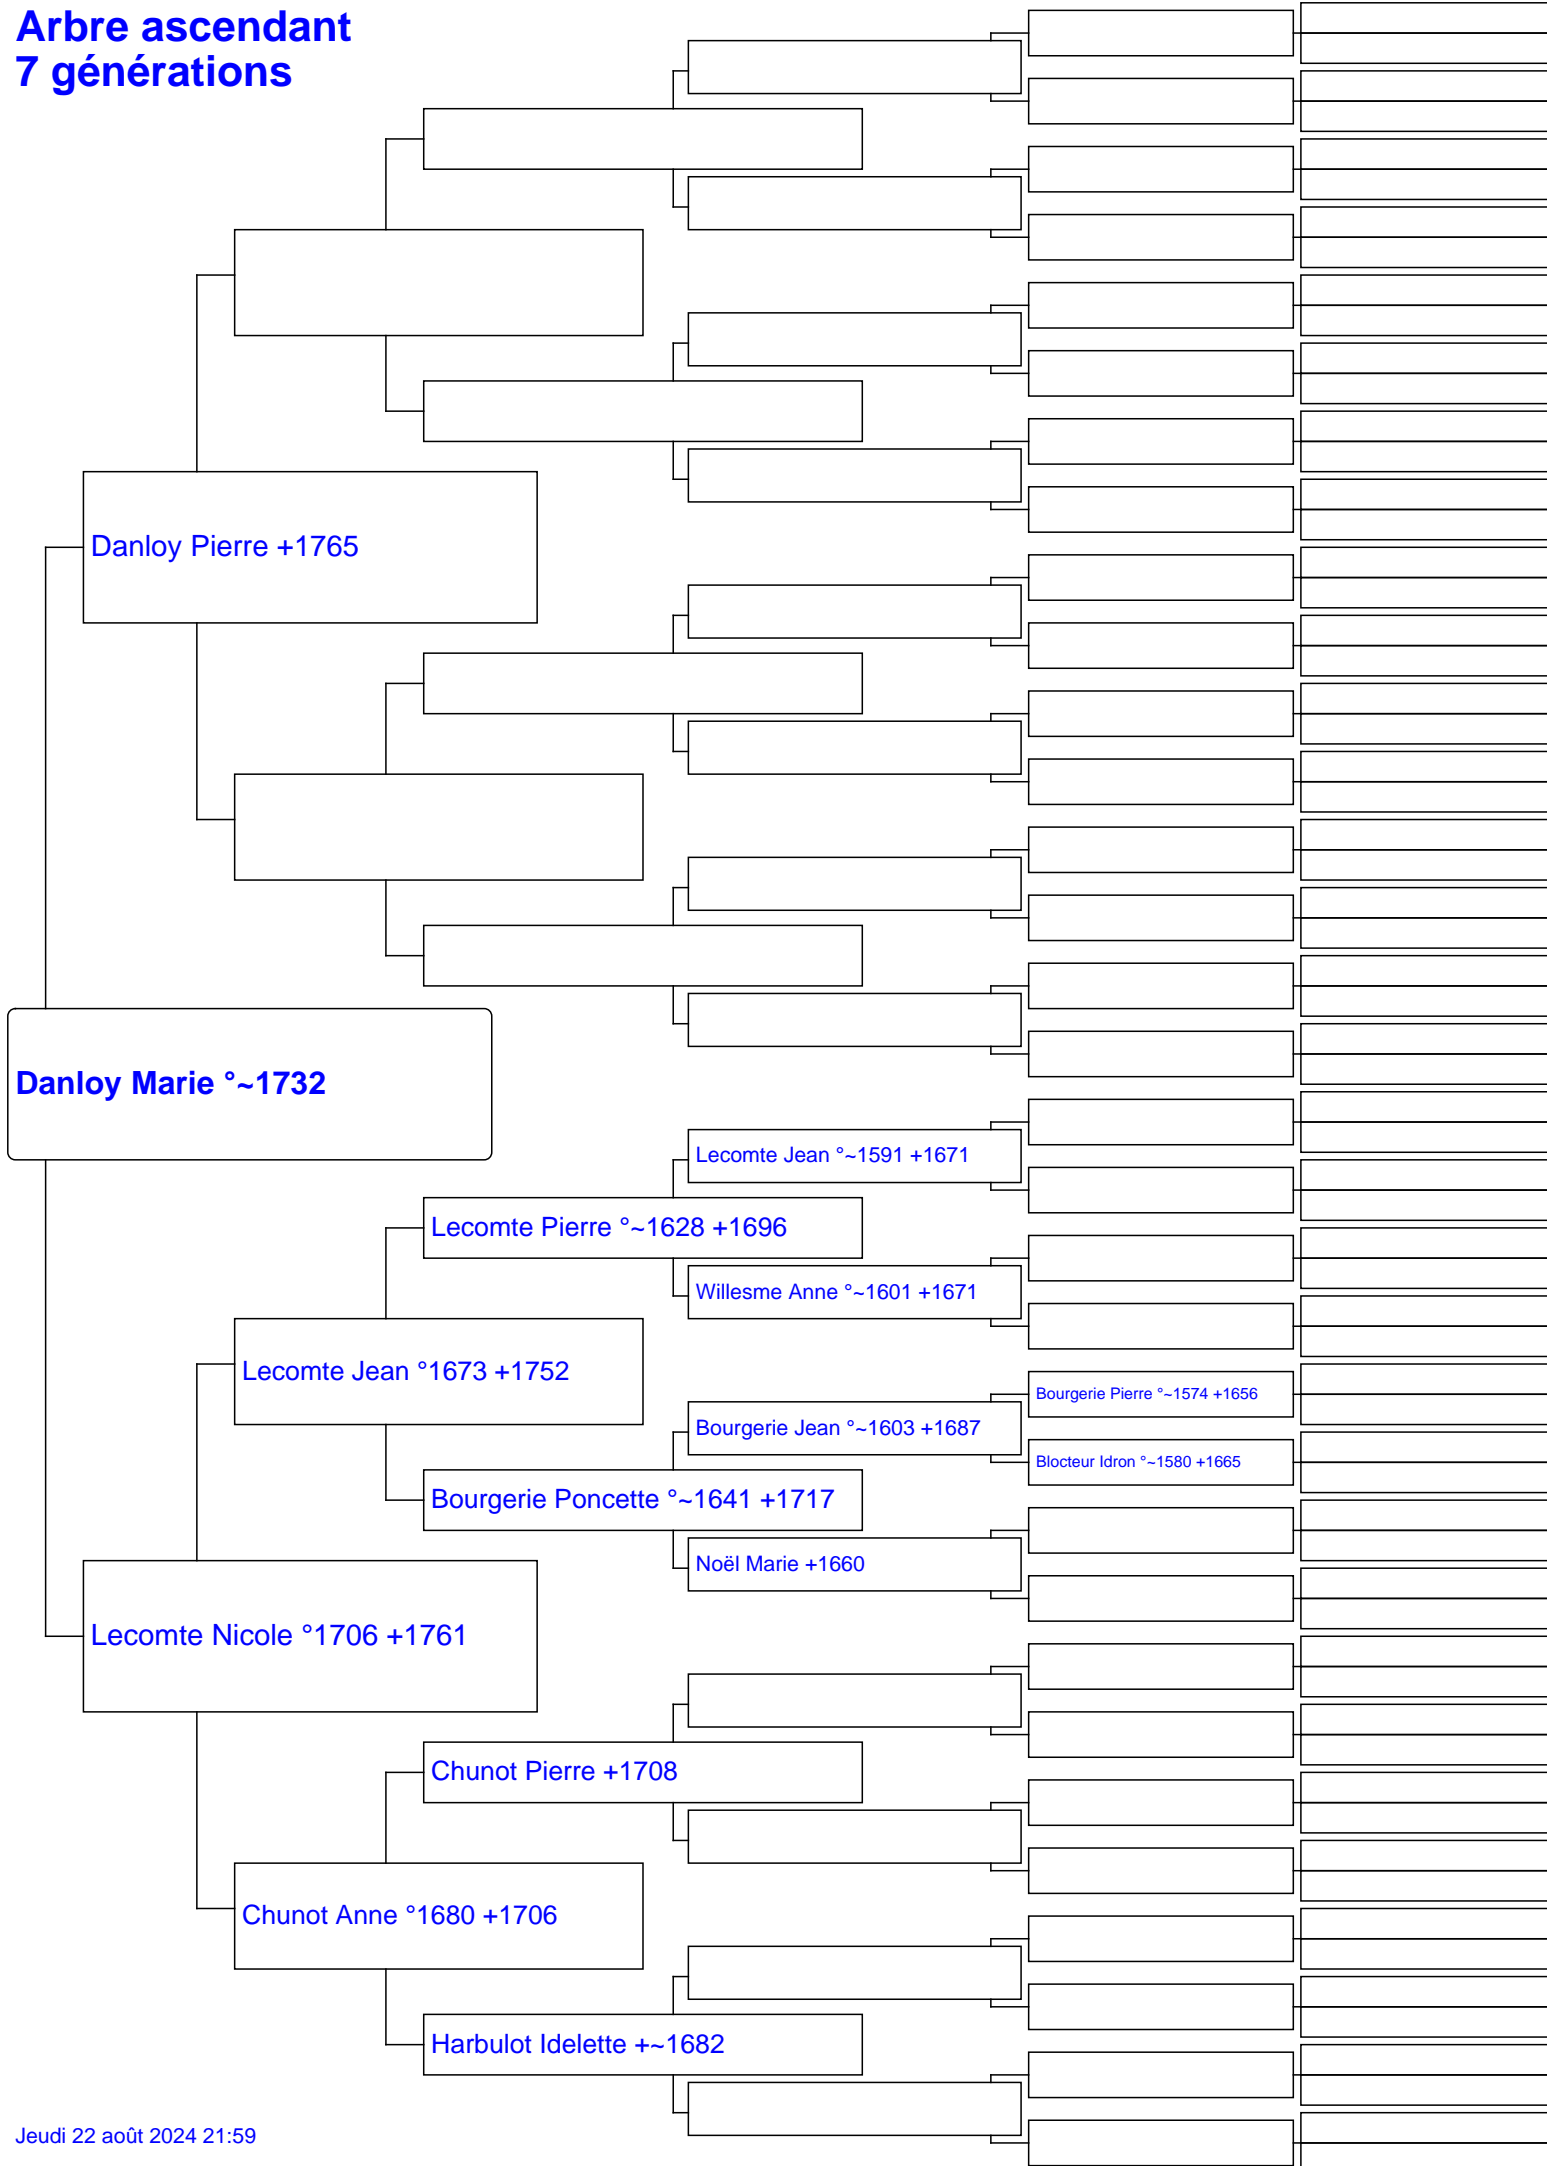 Arbre ascendant
7 générations
Danloy Pierre +1765
Danloy Marie °~1732
Lecomte Jean °~1591 +1671
Lecomte Pierre °~1628 +1696
Willesme Anne °~1601 +1671
Lecomte Jean °1673 +1752
Bourgerie Pierre °~1574 +1656
Bourgerie Jean °~1603 +1687
Blocteur Idron °~1580 +1665
Bourgerie Poncette °~1641 +1717
Noël Marie +1660
Lecomte Nicole °1706 +1761
Chunot Pierre +1708
Chunot Anne °1680 +1706
Harbulot Idelette +~1682
Jeudi 22 août 2024 21:59